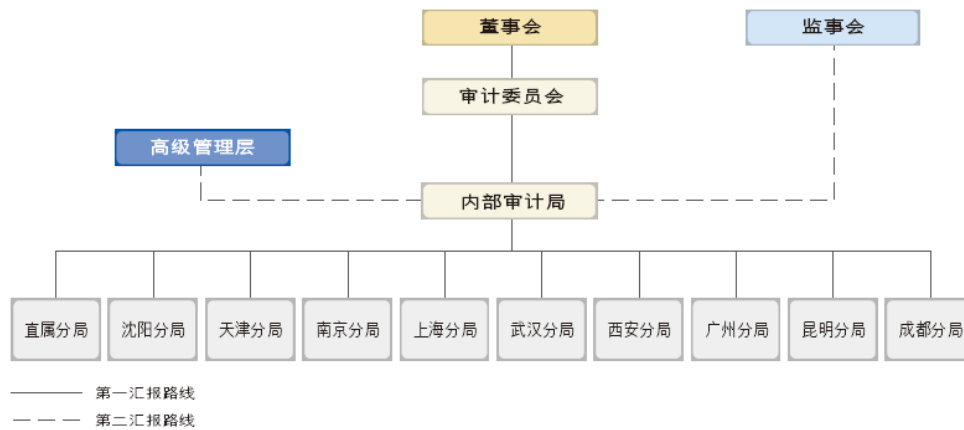 董事会
监事会
审计委员会
高级管理层
内部审计局
直属分局
沈阳分局
天津分局
南京分局
上海分局
武汉分局
西安分局
广州分局
昆明分局
成都分局
第一汇报路线
第二汇报路线